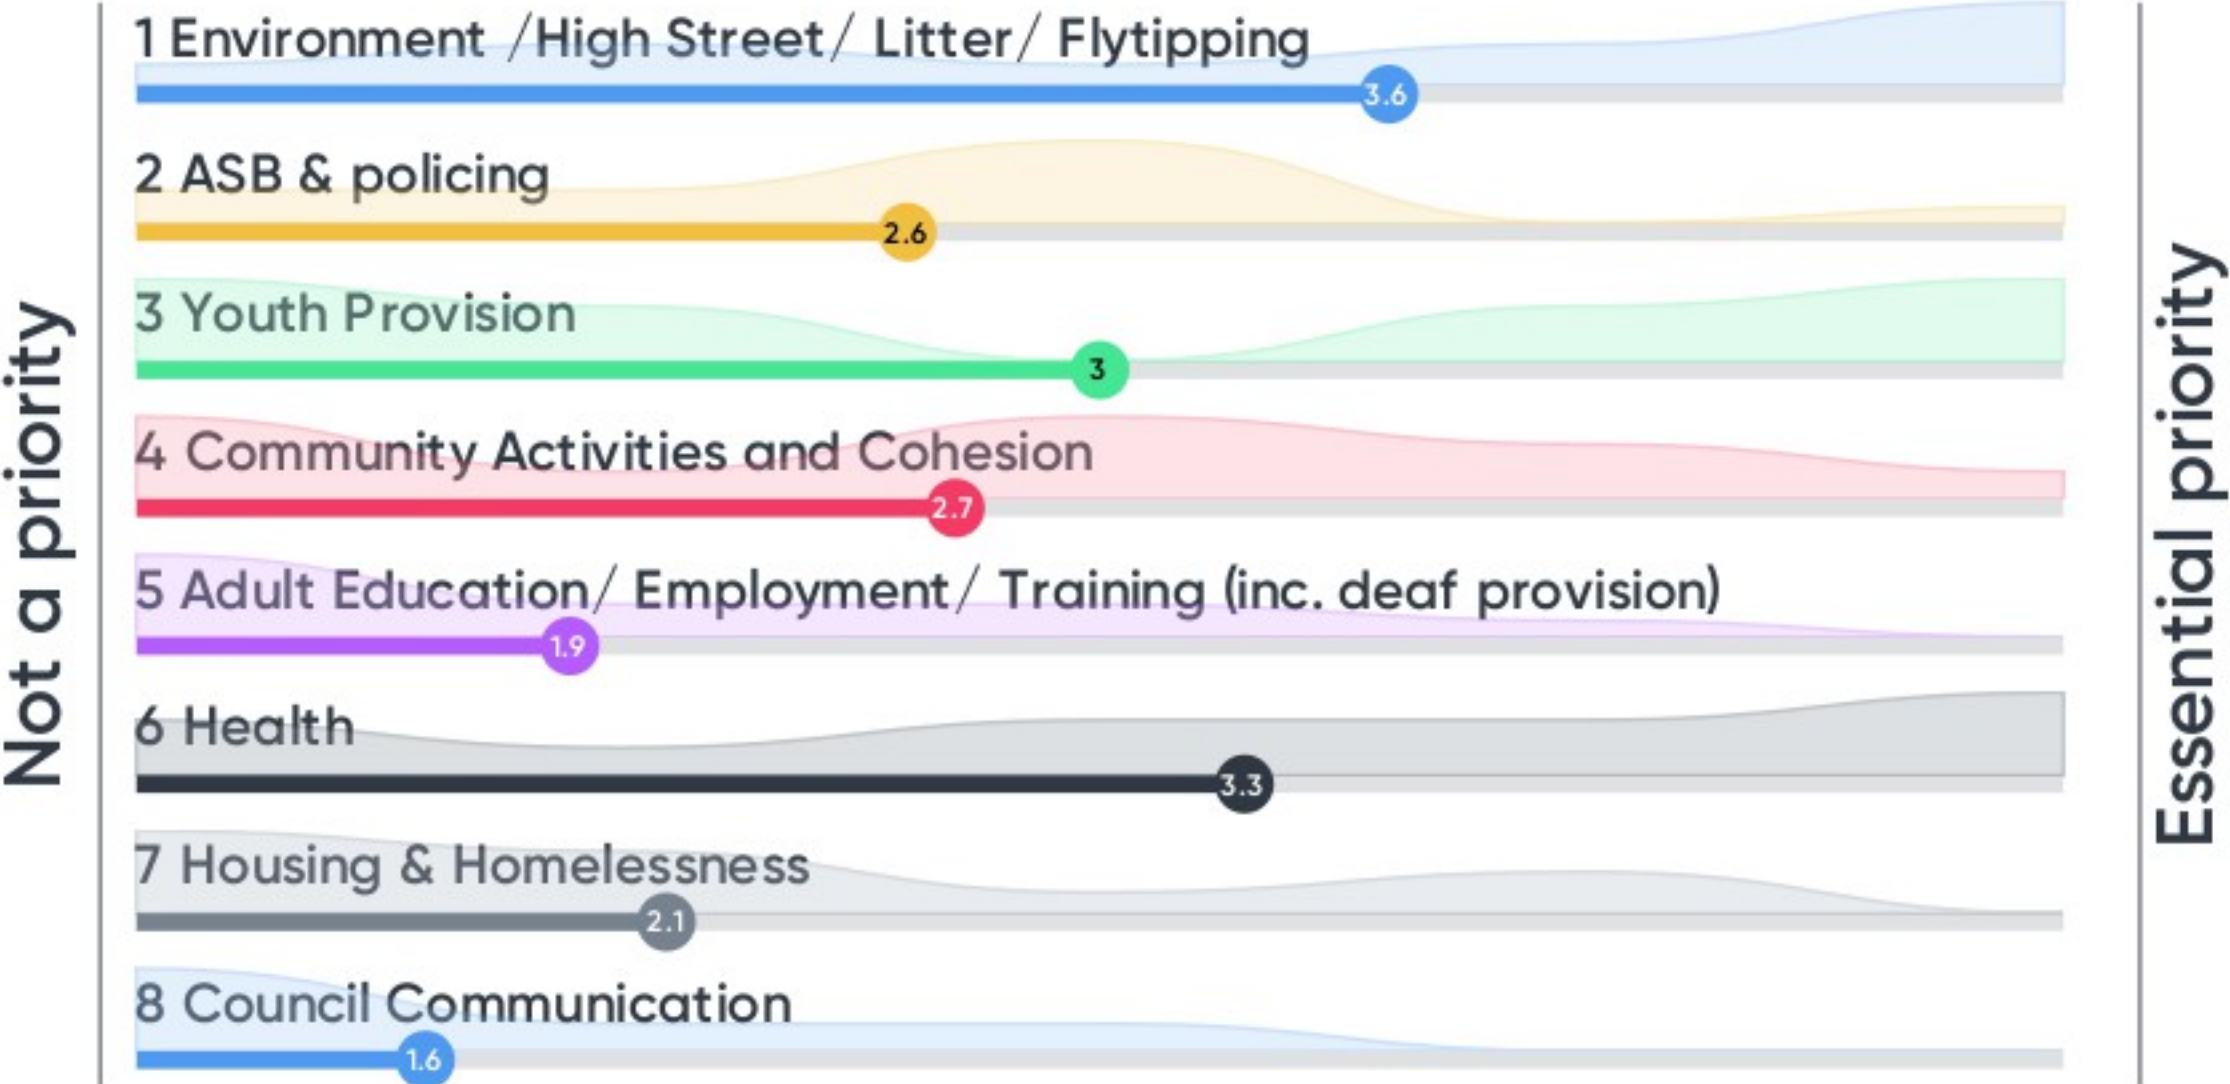 Not a priority
1 Environment /High Street/ Litter/ Flytipping
3.6
2 ASB & policing
2.6
3 Youth Provision
3
4 Community Activities and Cohesion
2.7
5 Adult Education/ Employment/ Training (inc. deaf provision)
1.9
6 Health
3.3
7 Housing & Homelessness
2.1
8 Council Communication
1.6
Essential priority